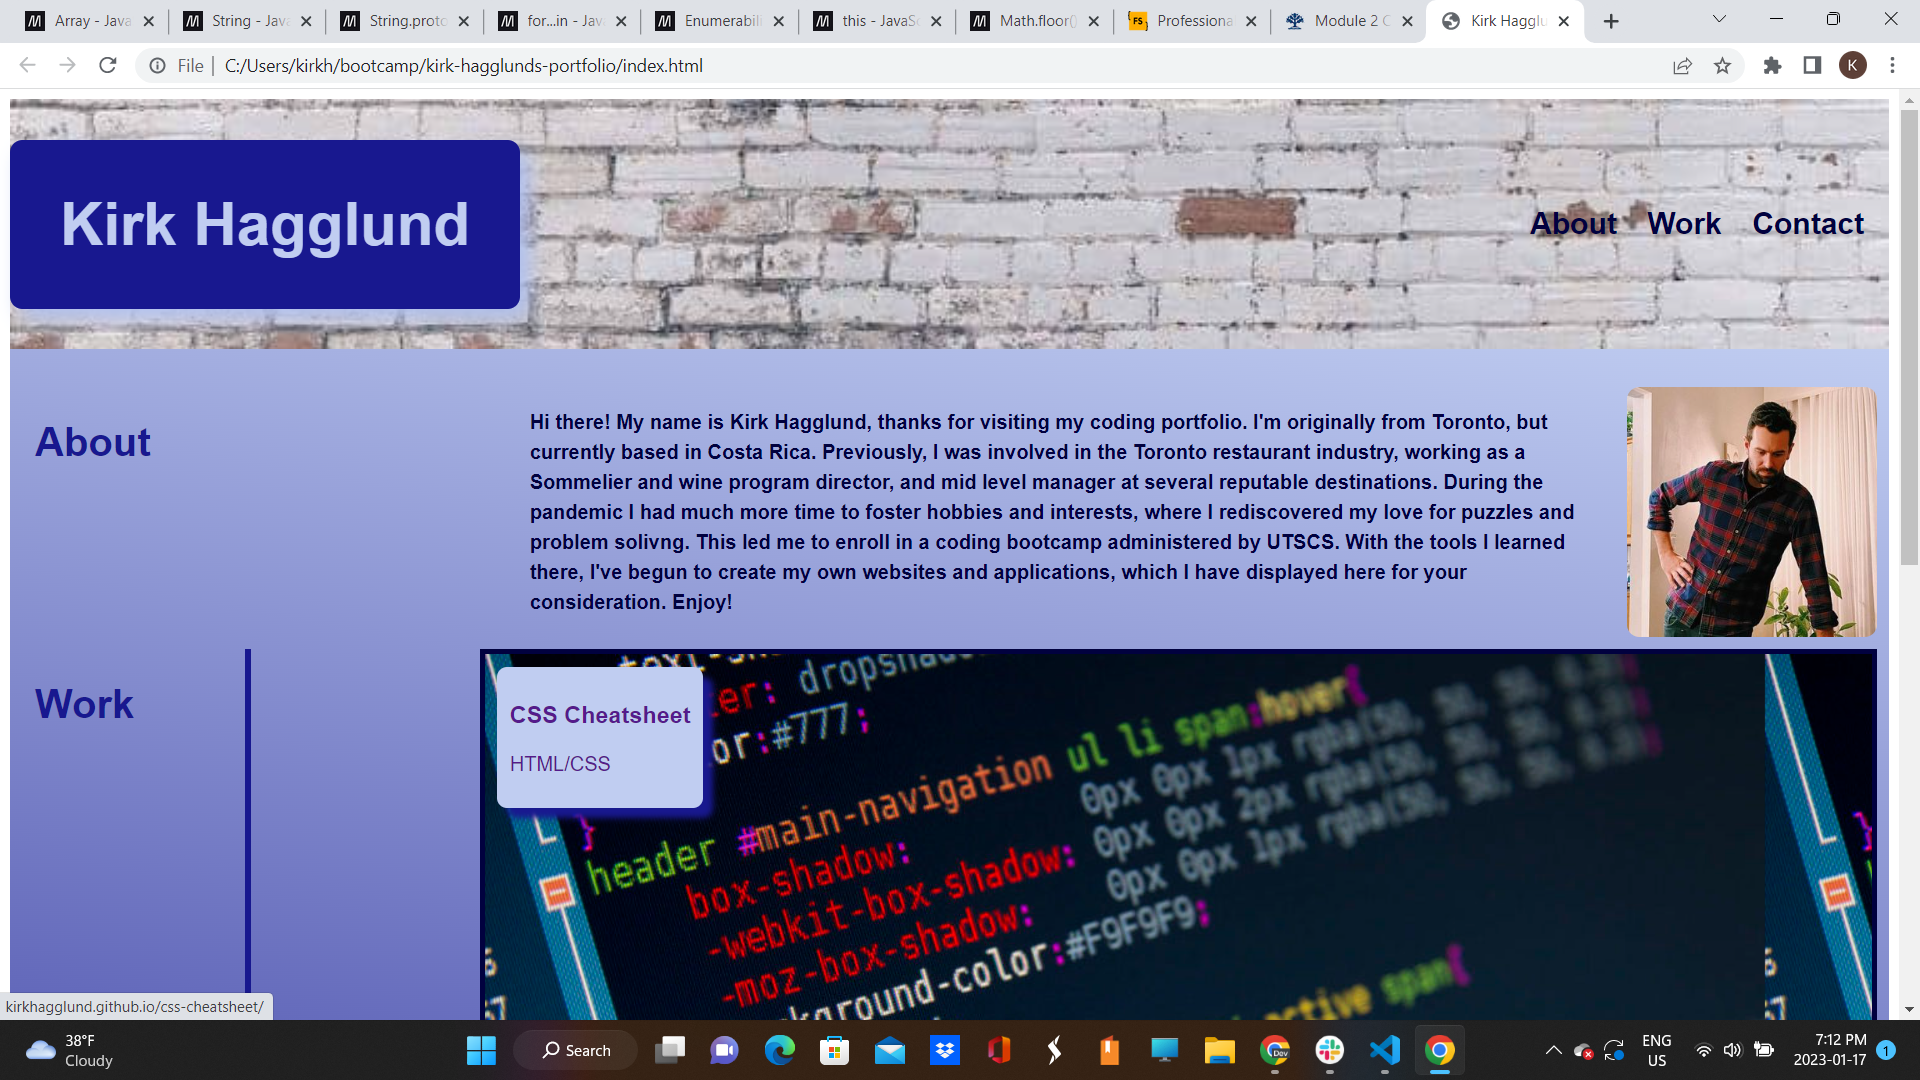 Array - Java
String - Java
String.proto
for...in - Java
Enumerabili
this - JavaSc
Math.floor()
Professiona
Module 2 C
Kirk Hagglu
File
C:/Users/kirkh/bootcamp/kirk-hagglunds-portfolio/index.html
K
Kirk Hagglund
About Work Contact
About
Hi there! My name is Kirk Hagglund, thanks for visiting my coding portfolio. I'm originally from Toronto, but
currently based in Costa Rica. Previously, I was involved in the Toronto restaurant industry, working as a
Sommelier and wine program director, and mid level manager at several reputable destinations. During the
pandemic I had much more time to foster hobbies and interests, where I rediscovered my love for puzzles and
problem solivng. This led me to enroll in a coding bootcamp administered by UTSCS. With the tools I learned
there, I've begun to create my own websites and applications, which I have displayed here for your
consideration. Enjoy!
Work
CSS Cheatsheet
HTML/CSS
dropshad
or:#777;
}
header #main-navigation ul li span:hover{
box-shadow: 0px 0px 1px rgba(50, 50, 50, 0.3)
-webkit-box-shadow: 0px 0px 2px rgba(50, 50, 50,
-moz-box-shadow: 0px 0px 1px rgba(50, 50, 50, 0.3)
kground-color:#F9F9F9;
active span{
kirkhagglund.github.io/css-cheatsheet/
38°F
Cloudy
Search
Dev
ENG
US
7:12 PM
2023-01-17
1